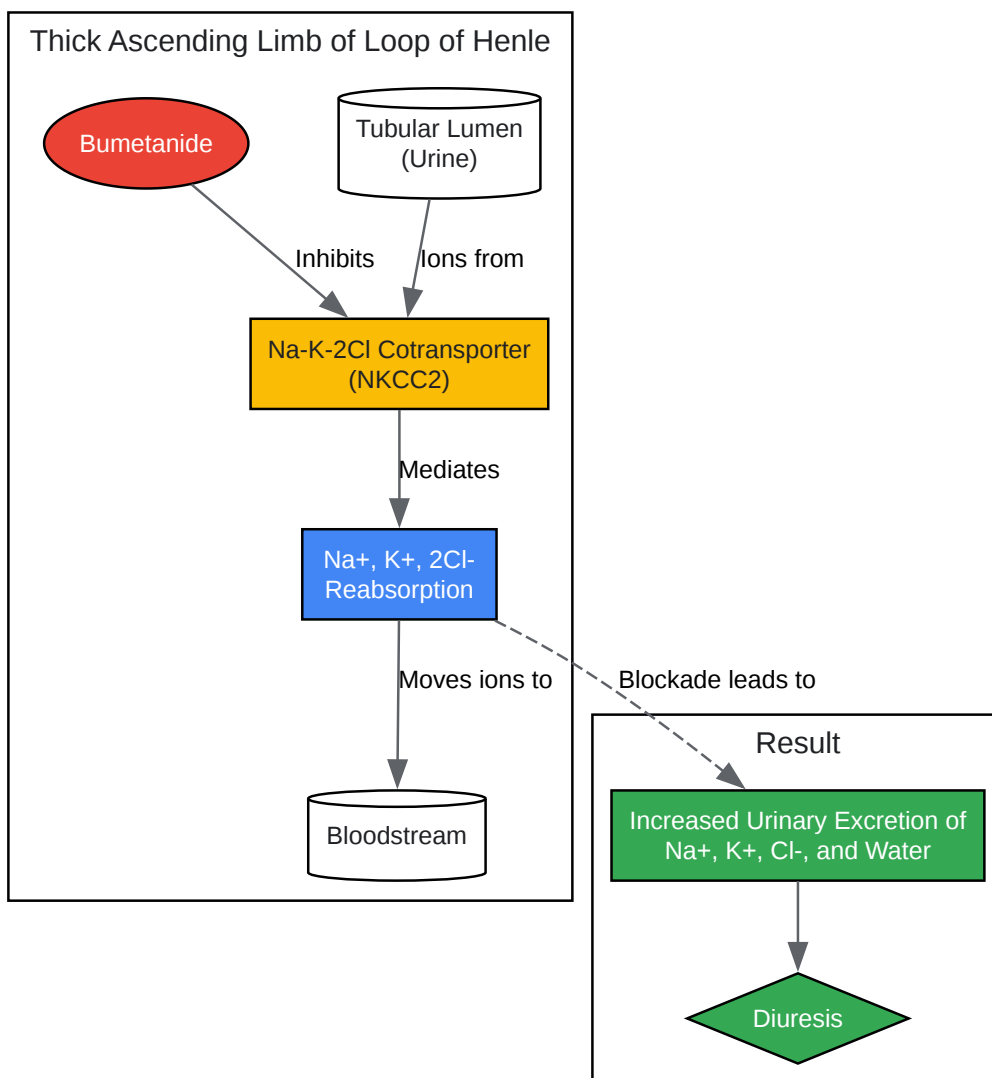 Thick Ascending Limb of Loop of Henle
Bumetanide
Tubular Lumen
(Urine)
Inhibits
Ions from
Na-K-2Cl Cotransporter
(NKCC2)
Mediates
Na+, K+, 2Cl-
Reabsorption
Moves ions to
Blockade leads to
Bloodstream
Result
Increased Urinary Excretion of
Na+, K+, Cl-, and Water
Diuresis